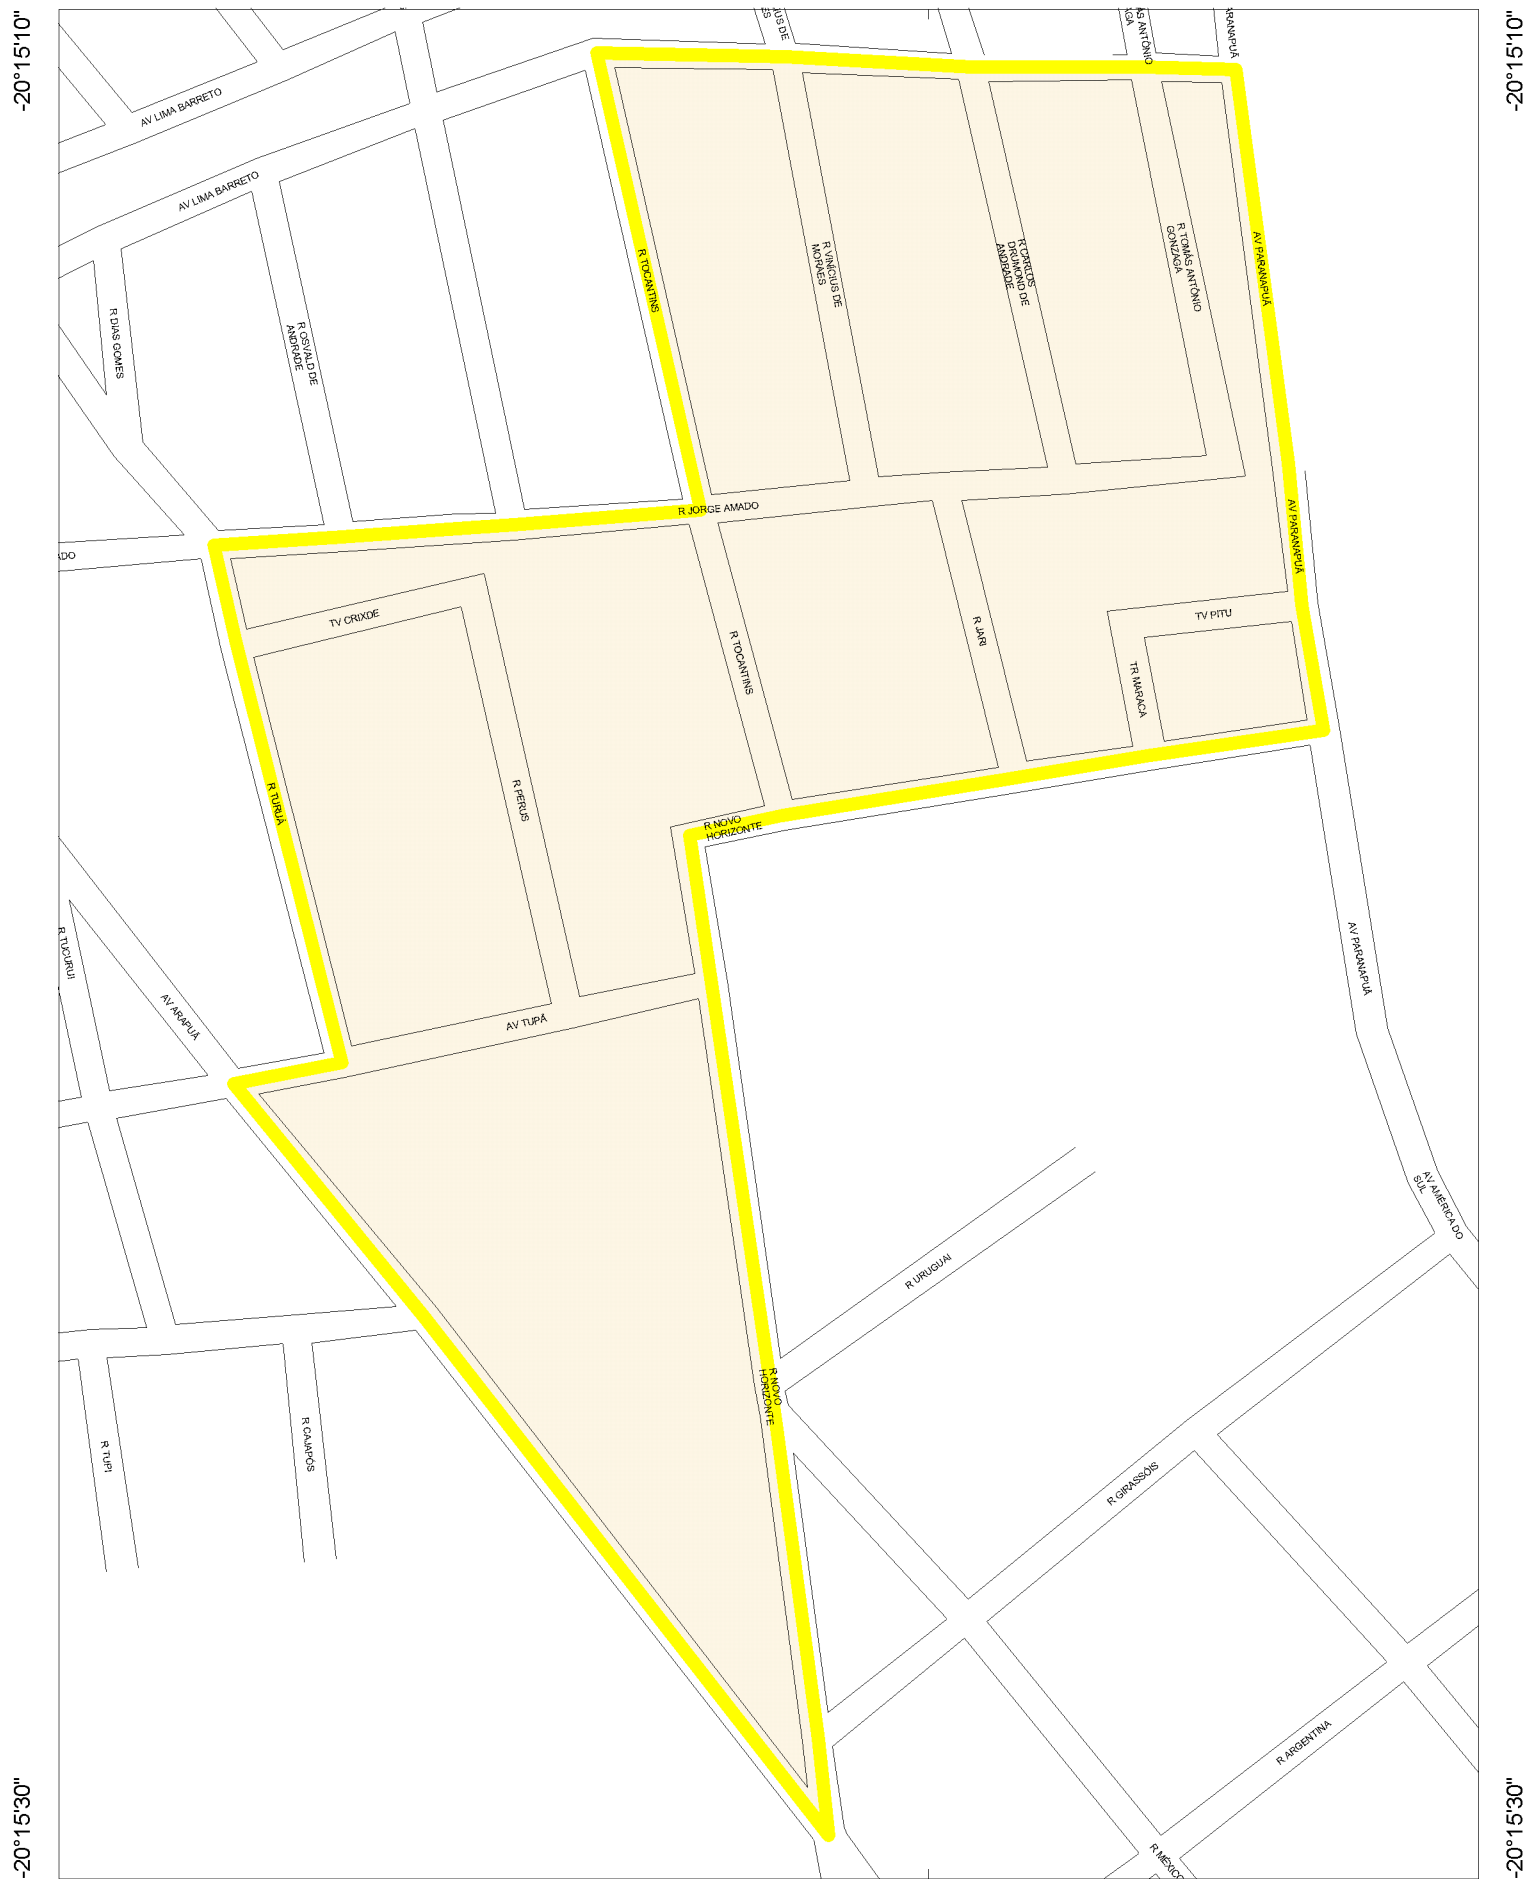 -20°15'10"
-20°15'10"
AV LIMA BARRETO
AV LIMA BARRETO
R DIAS GOMES
R OSVALD DE
ANDRADE
R TOCANTINS
R VINÍCIUS DE
MORAES
R CARLOS
DRUMOND DE
ANDRADE
R TOMÁS ANTÔNIO
GONZAGA
AV PARANAPUÃ
R JORGE AMADO
AV PARANAPUÃ
TV CRIXDE
R TOCANTINS
R JARI
TV PITU
TR MARACA
R TURUÁ
R PERUS
R NOVO
HORIZONTE
R TUCURUI
AV ARAPUÃ
AV TUPÃ
AV PARANAPUÃ
AV AMÉRICA DO
SUL
R URUGUAI
R NOVO
HORIZONTE
R TUPI
R CAJAPÓS
R GIRASSÓIS
R ARGENTINA
R MÉXICO
-20°15'30"
-20°15'30"